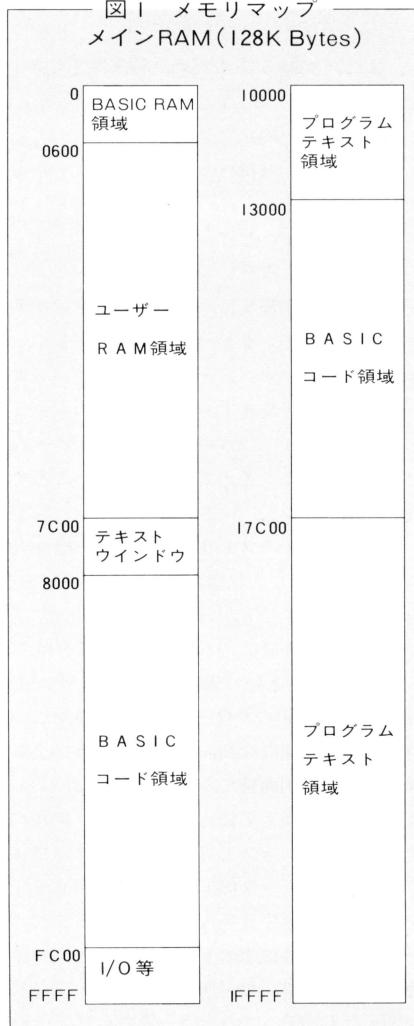 図1 メモリマップ
メインRAM(128K Bytes)
0
BASIC RAM
領域
0600
ユーザー
RAM領域
7C00
テキスト
ウインドウ
8000
BASIC
コード領域
FC00
I/O等
FFFF
10000
プログラム
テキスト
領域
13000
BASIC
コード領域
17C00
プログラム
テキスト
領域
1FFFF